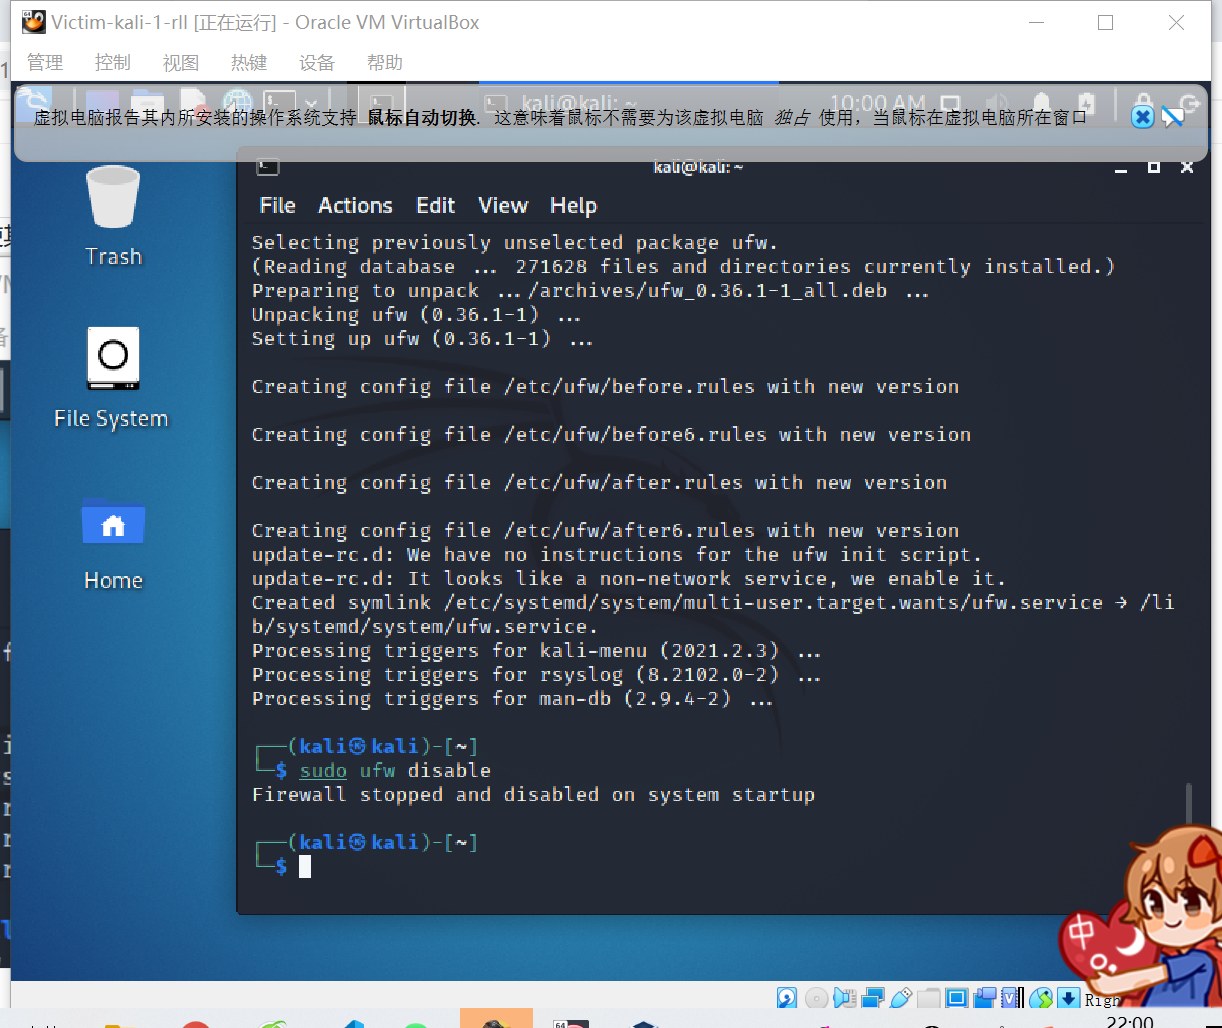 Victim-kali-1-rll [正在运行] - Oracle VM VirtualBox
管理 控制 视图 热键 设备 帮助
kali@kali: ~ 10:00 AM
虚拟电脑报告其内所安装的操作系统支持 鼠标自动切换. 这意味着鼠标不需要为该虚拟电脑 独占 使用，当鼠标在虚拟电脑所在窗口
kali@kali: ~
File Actions Edit View Help
Trash
File System
Home
Selecting previously unselected package ufw.
(Reading database ... 271628 files and directories currently installed.)
Preparing to unpack .../archives/ufw_0.36.1-1_all.deb ...
Unpacking ufw (0.36.1-1) ...
Setting up ufw (0.36.1-1) ...
Creating config file /etc/ufw/before.rules with new version
Creating config file /etc/ufw/before6.rules with new version
Creating config file /etc/ufw/after.rules with new version
Creating config file /etc/ufw/after6.rules with new version
update-rc.d: We have no instructions for the ufw init script.
update-rc.d: It looks like a non-network service, we enable it.
Created symlink /etc/systemd/system/multi-user.target.wants/ufw.service → /li
b/systemd/system/ufw.service.
Processing triggers for kali-menu (2021.2.3) ...
Processing triggers for rsyslog (8.2102.0-2) ...
Processing triggers for man-db (2.9.4-2) ...
┌──(kali㉿kali)-[~]
└─$ sudo ufw disable
Firewall stopped and disabled on system startup
┌──(kali㉿kali)-[~]
└─$
中
Righ
22:00